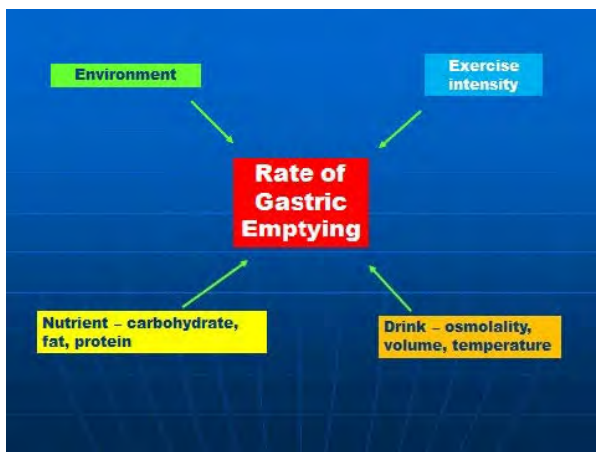 Environment
Exercise
intensity
Rate of
Gastric
Emptying
Nutrient – carbohydrate,
fat, protein
Drink – osmolality,
volume, temperature